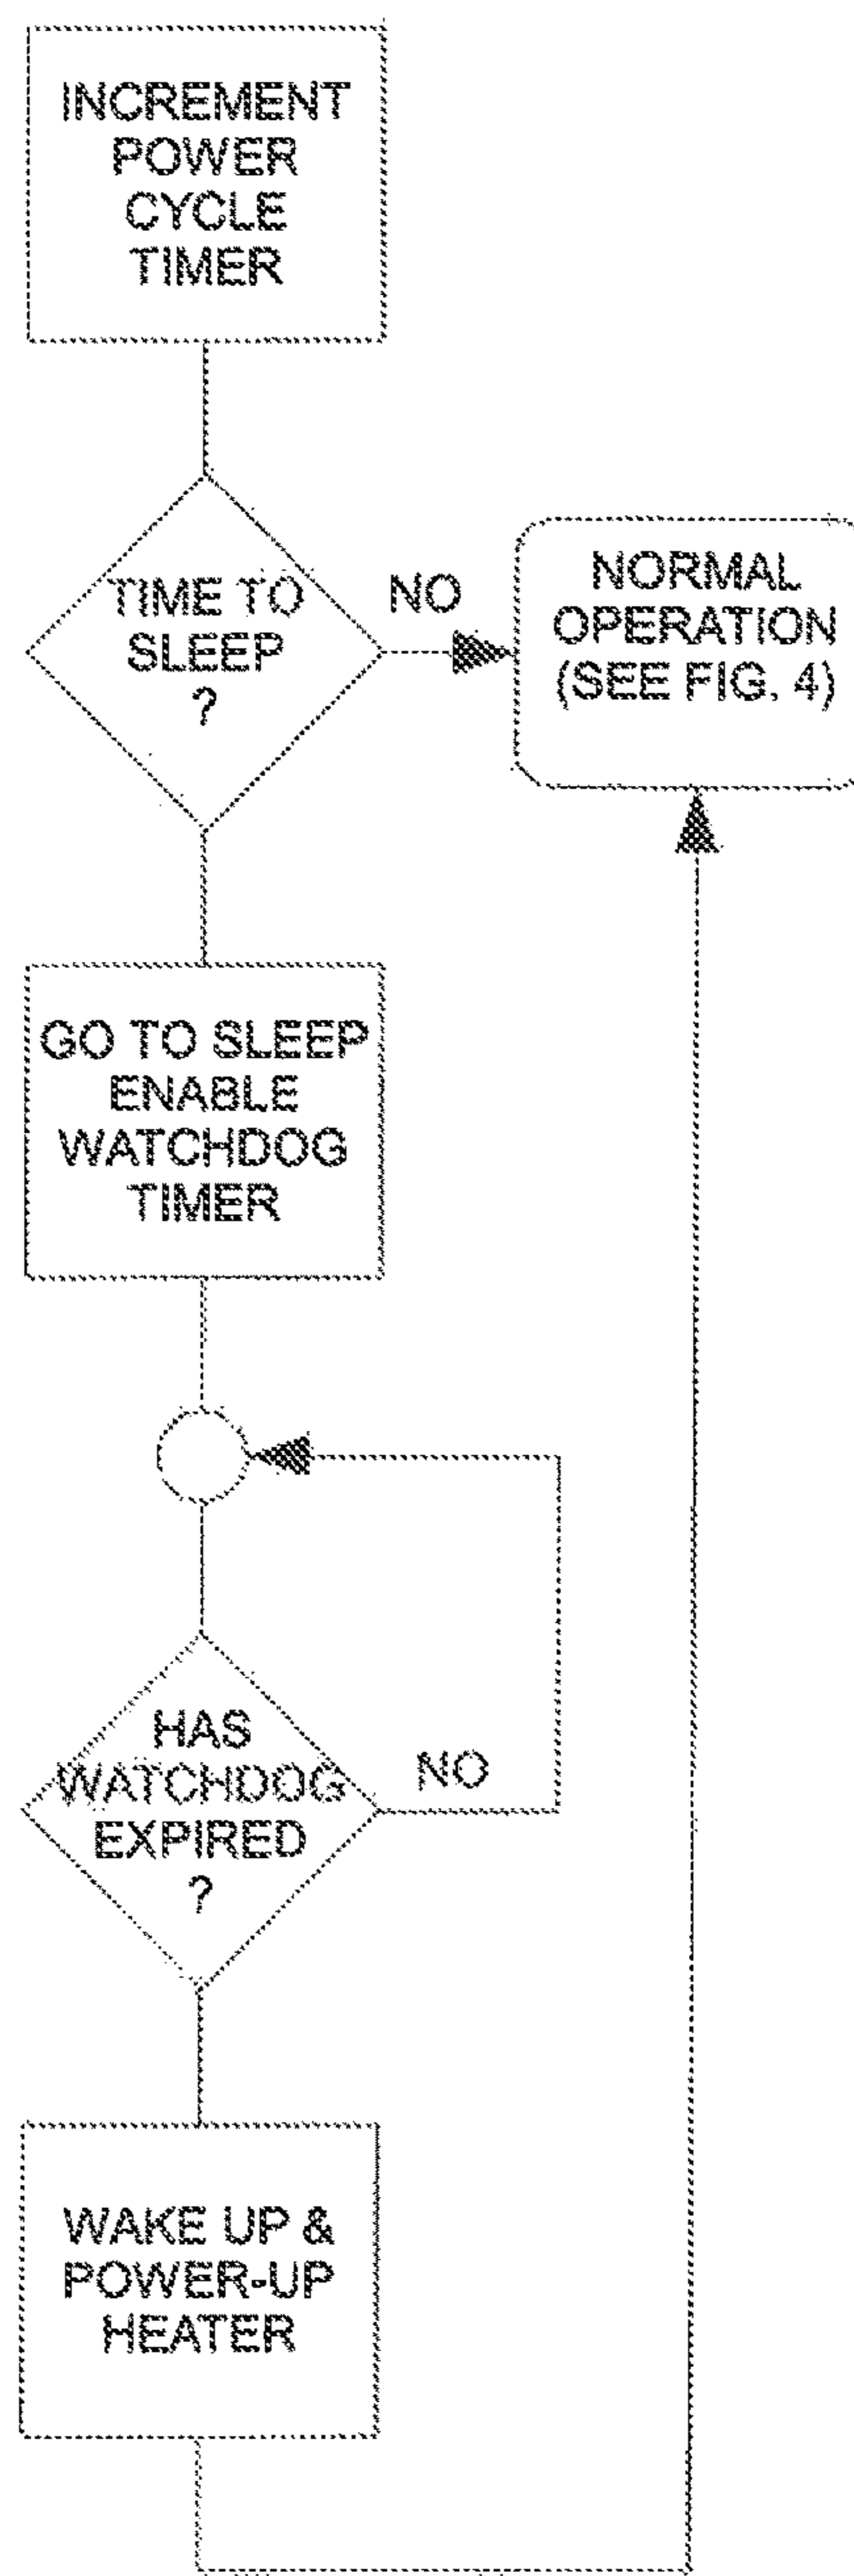 INCREMENT
POWER
CYCLE
TIMER
TIME TO
SLEEP
?
NO
NORMAL
OPERATION
(SEE FIG. 4)
GO TO SLEEP
ENABLE
WATCHDOG
TIMER
HAS
WATCHDOG
EXPIRED
?
NO
WAKE UP &
POWER-UP
HEATER